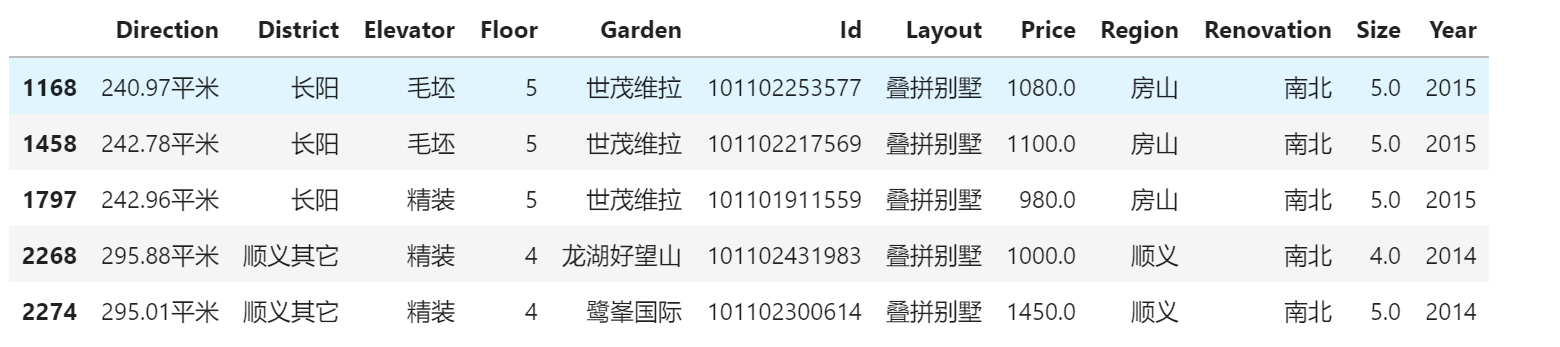 Direction District Elevator Floor Garden Id Layout Price Region Renovation Size Year
1168 240.97平米 长阳 毛坯 5 世茂维拉 101102253577 叠拼别墅 1080.0 房山 南北 5.0 2015
1458 242.78平米 长阳 毛坯 5 世茂维拉 101102217569 叠拼别墅 1100.0 房山 南北 5.0 2015
1797 242.96平米 长阳 精装 5 世茂维拉 101101911559 叠拼别墅 980.0 房山 南北 5.0 2015
2268 295.88平米 顺义其它 精装 4 龙湖好望山 101102431983 叠拼别墅 1000.0 顺义 南北 4.0 2014
2274 295.01平米 顺义其它 精装 4 鹭峯国际 101102300614 叠拼别墅 1450.0 顺义 南北 5.0 2014